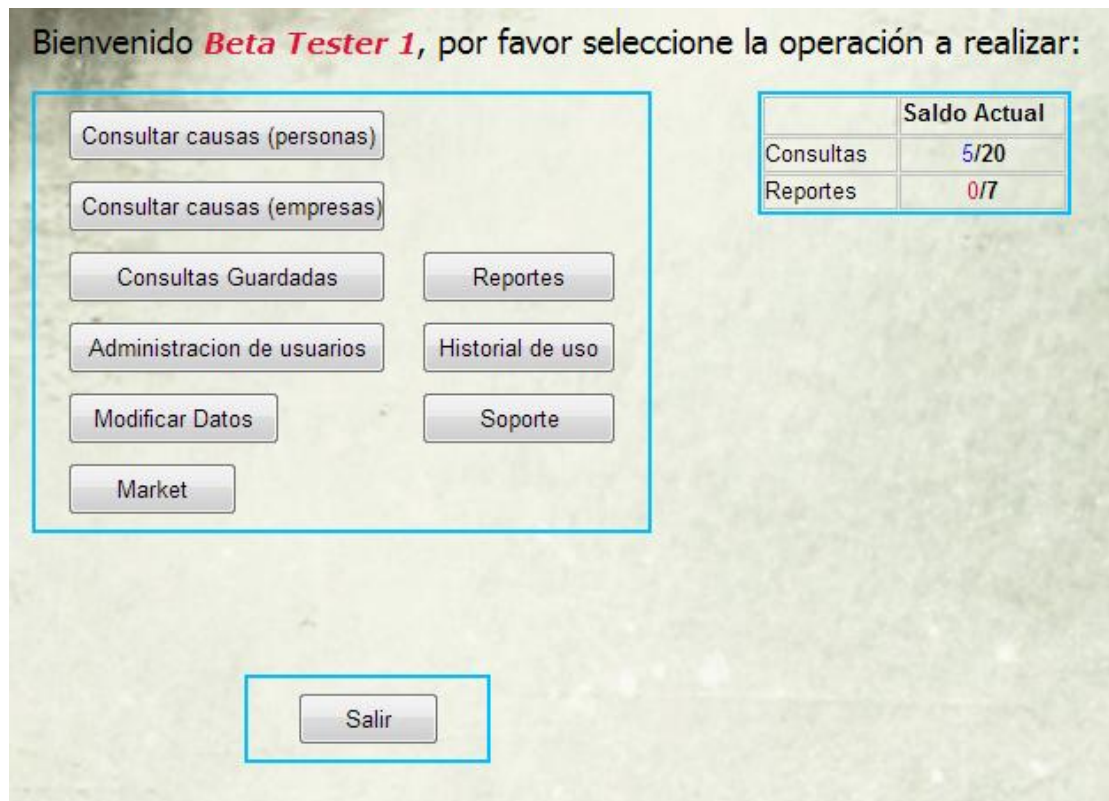 Bienvenido Beta Tester 1, por favor seleccione la operación a realizar:
Consultar causas (personas)
Consultar causas (empresas)
Consultas Guardadas
Reportes
Administracion de usuarios
Historial de uso
Modificar Datos
Soporte
Market
Saldo Actual
Consultas 5/20
Reportes 0/7
Salir